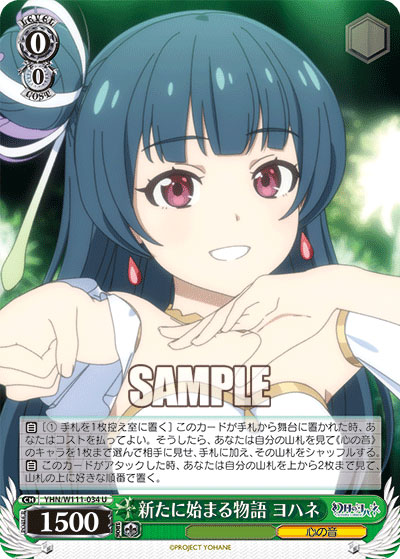 LEVEL
0
0
COST
SAMPLE
自 [① 手札を1枚控え室に置く] このカードが手札から舞台に置かれた時、あ
なたはコストを払ってよい。そうしたら、あなたは自分の山札を見て《心の音》
のキャラを1枚まで選んで相手に見せ、手札に加え、その山札をシャッフルする。
自 このカードがアタックした時、あなたは自分の山札を上から2枚まで見て、
山札の上に好きな順番で置く。
CH YHN/W111-034 U
1500
新たに始まる物語 ヨハネ
心の音
©PROJECT YOHANE